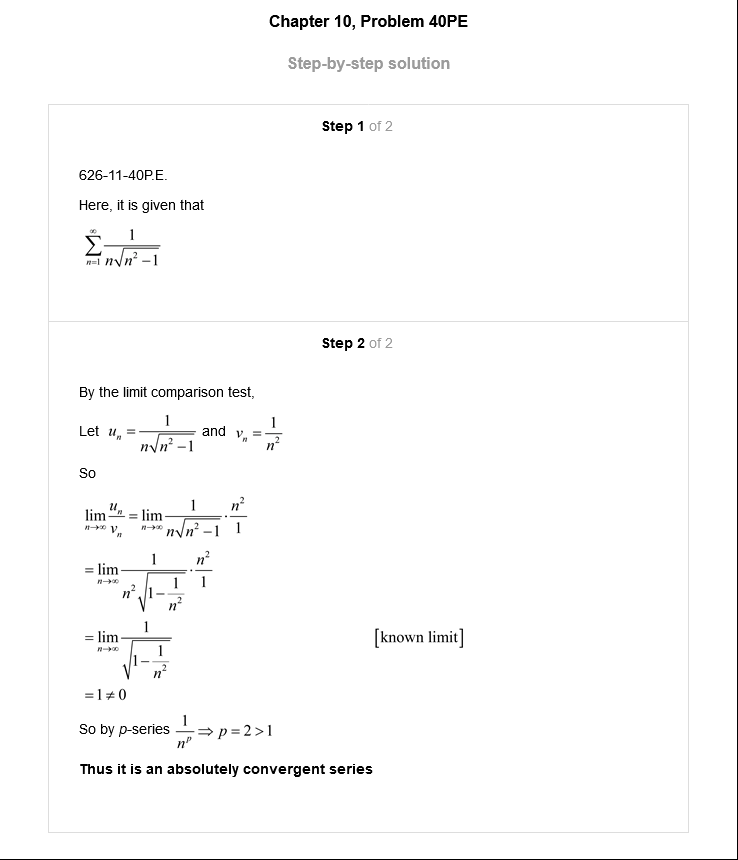 Chapter 10, Problem 40PE
Step-by-step solution
Step 1 of 2
626-11-40P.E.
Here, it is given that
\sum_{n=1}^{\infty} \frac{1}{n\sqrt{n^2-1}}
Step 2 of 2
By the limit comparison test,
Let u_n = \frac{1}{n\sqrt{n^2-1}} and v_n = \frac{1}{n^2}
So
\lim_{n\to\infty} \frac{u_n}{v_n} = \lim_{n\to\infty} \frac{1}{n\sqrt{n^2-1}} \cdot \frac{n^2}{1}
= \lim_{n\to\infty} \frac{1}{n^2\sqrt{1-\frac{1}{n^2}}} \cdot \frac{n^2}{1}
= \lim_{n\to\infty} \frac{1}{\sqrt{1-\frac{1}{n^2}}} [known limit]
= 1 ≠ 0
So by p-series \frac{1}{n^p} ⇒ p = 2 > 1
Thus it is an absolutely convergent series